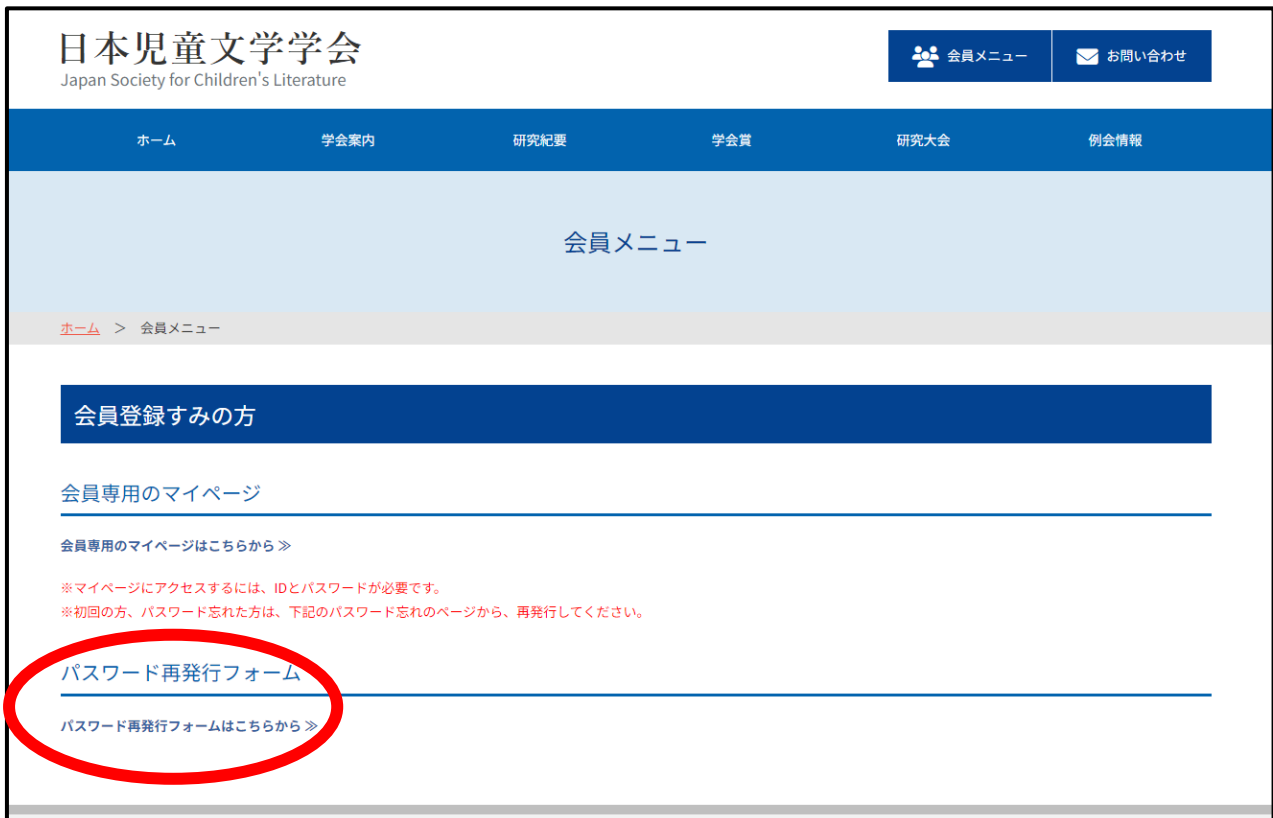 日本児童文学学会
Japan Society for Children's Literature
会員メニュー
お問い合わせ
ホーム
学会案内
研究紀要
学会賞
研究大会
例会情報
会員メニュー
ホーム ＞ 会員メニュー
会員登録すみの方
会員専用のマイページ
会員専用のマイページはこちらから ≫
※マイページにアクセスするには、IDとパスワードが必要です。
※初回の方、パスワード忘れた方は、下記のパスワード忘れのページから、再発行してください。
パスワード再発行フォーム
パスワード再発行フォームはこちらから ≫